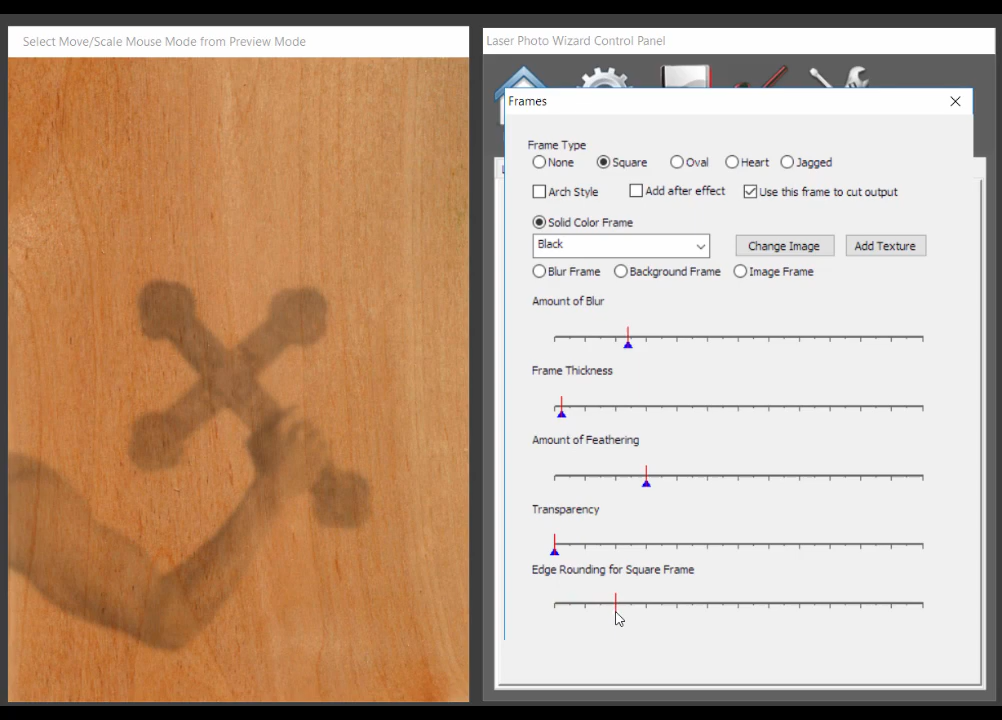 Select Move/Scale Mouse Mode from Preview Mode
Laser Photo Wizard Control Panel
Frames
Frame Type
None Square Oval Heart Jagged
Arch Style Add after effect Use this frame to cut output
Solid Color Frame
Black Change Image Add Texture
Blur Frame Background Frame Image Frame
Amount of Blur
Frame Thickness
Amount of Feathering
Transparency
Edge Rounding for Square Frame